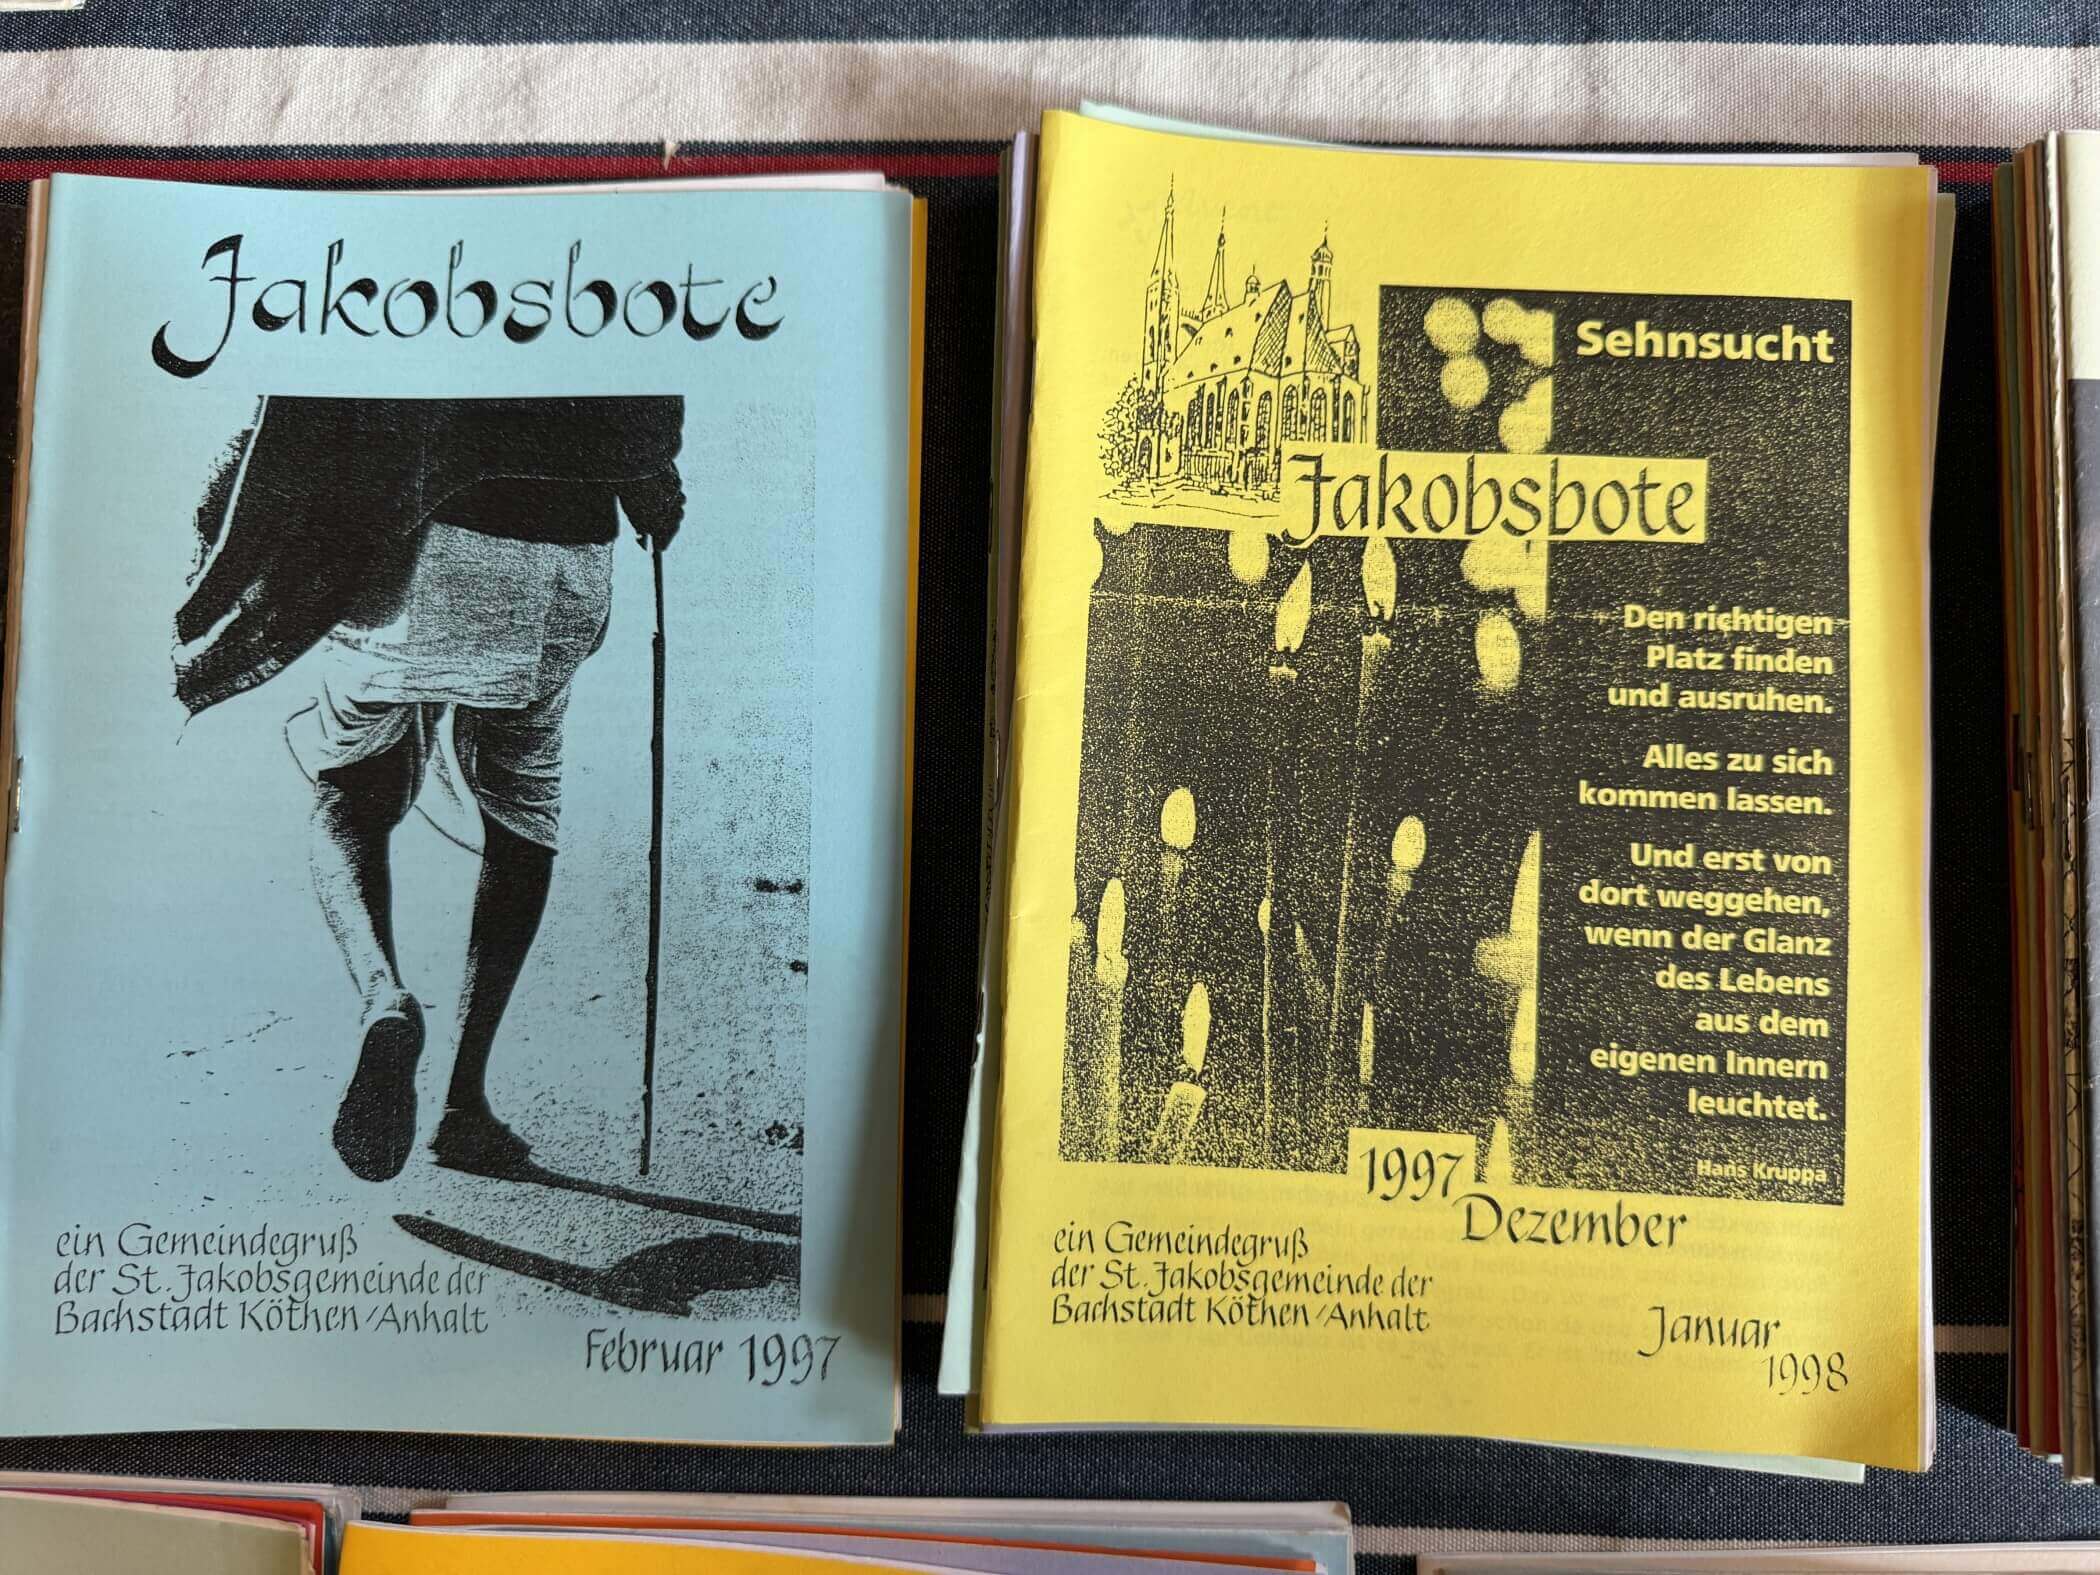 Jakobsbote
ein Gemeindegruß
der St. Jakobsgemeinde der
Bachstadt Köthen/Anhalt
Februar 1997
Sehnsucht
Jakobsbote
Den richtigen
Platz finden
und ausruhen.
Alles zu sich
kommen lassen.
Und erst von
dort weggehen,
wenn der Glanz
des Lebens
aus dem
eigenen Innern
leuchtet.
Hans Kruppa
1997
Dezember
ein Gemeindegruß
der St. Jakobsgemeinde der
Bachstadt Köthen/Anhalt
Januar
1998